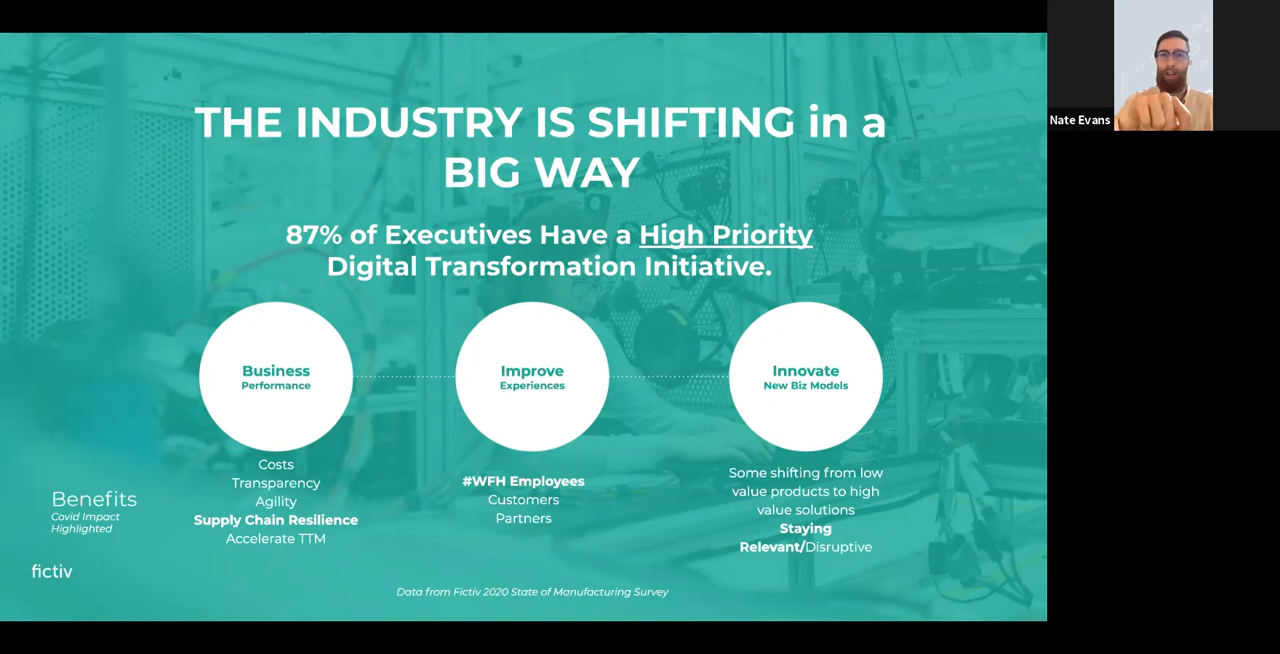 THE INDUSTRY IS SHIFTING in a
BIG WAY
87% of Executives Have a High Priority
Digital Transformation Initiative.
Business
Performance
Improve
Experiences
Innovate
New Biz Models
Benefits
Covid Impact
Highlighted
Costs
Transparency
Agility
Supply Chain Resilience
Accelerate TTM
#WFH Employees
Customers
Partners
Some shifting from low
value products to high
value solutions
Staying
Relevant/Disruptive
fictiv
Data from Fictiv 2020 State of Manufacturing Survey
Nate Evans